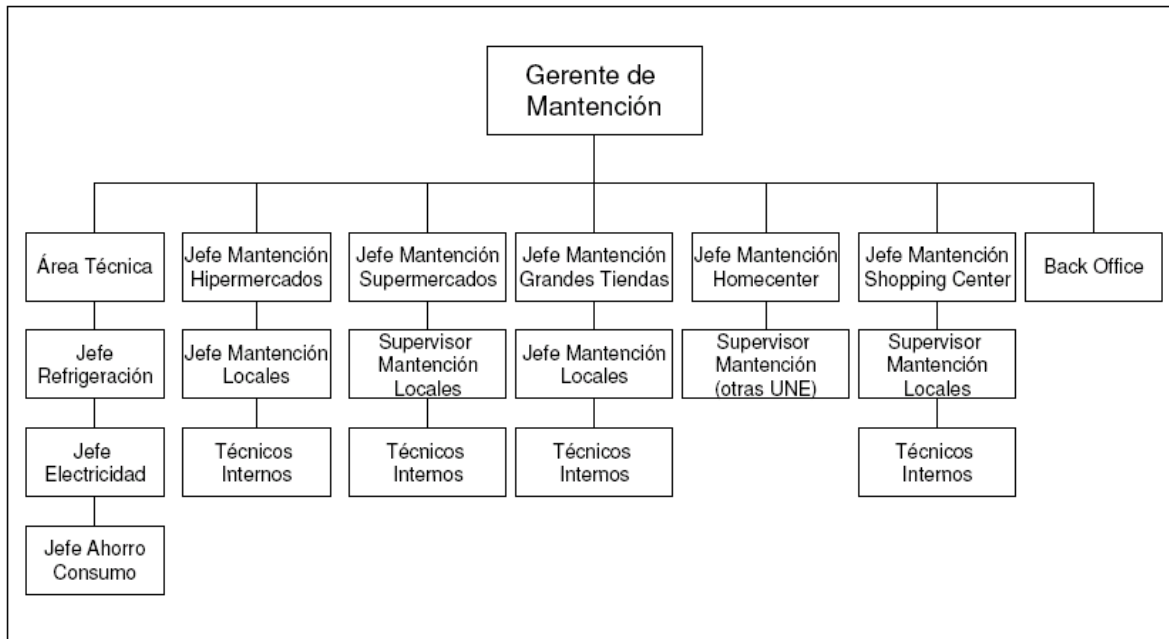 Gerente de
Mantención
Área Técnica
Jefe Mantención
Hipermercados
Jefe Mantención
Supermercados
Jefe Mantención
Grandes Tiendas
Jefe Mantención
Homecenter
Jefe Mantención
Shopping Center
Back Office
Jefe
Refrigeración
Jefe Mantención
Locales
Supervisor
Mantención
Locales
Jefe Mantención
Locales
Supervisor
Mantención
(otras UNE)
Supervisor
Mantención
Locales
Jefe
Electricidad
Técnicos
Internos
Técnicos
Internos
Técnicos
Internos
Técnicos
Internos
Jefe Ahorro
Consumo